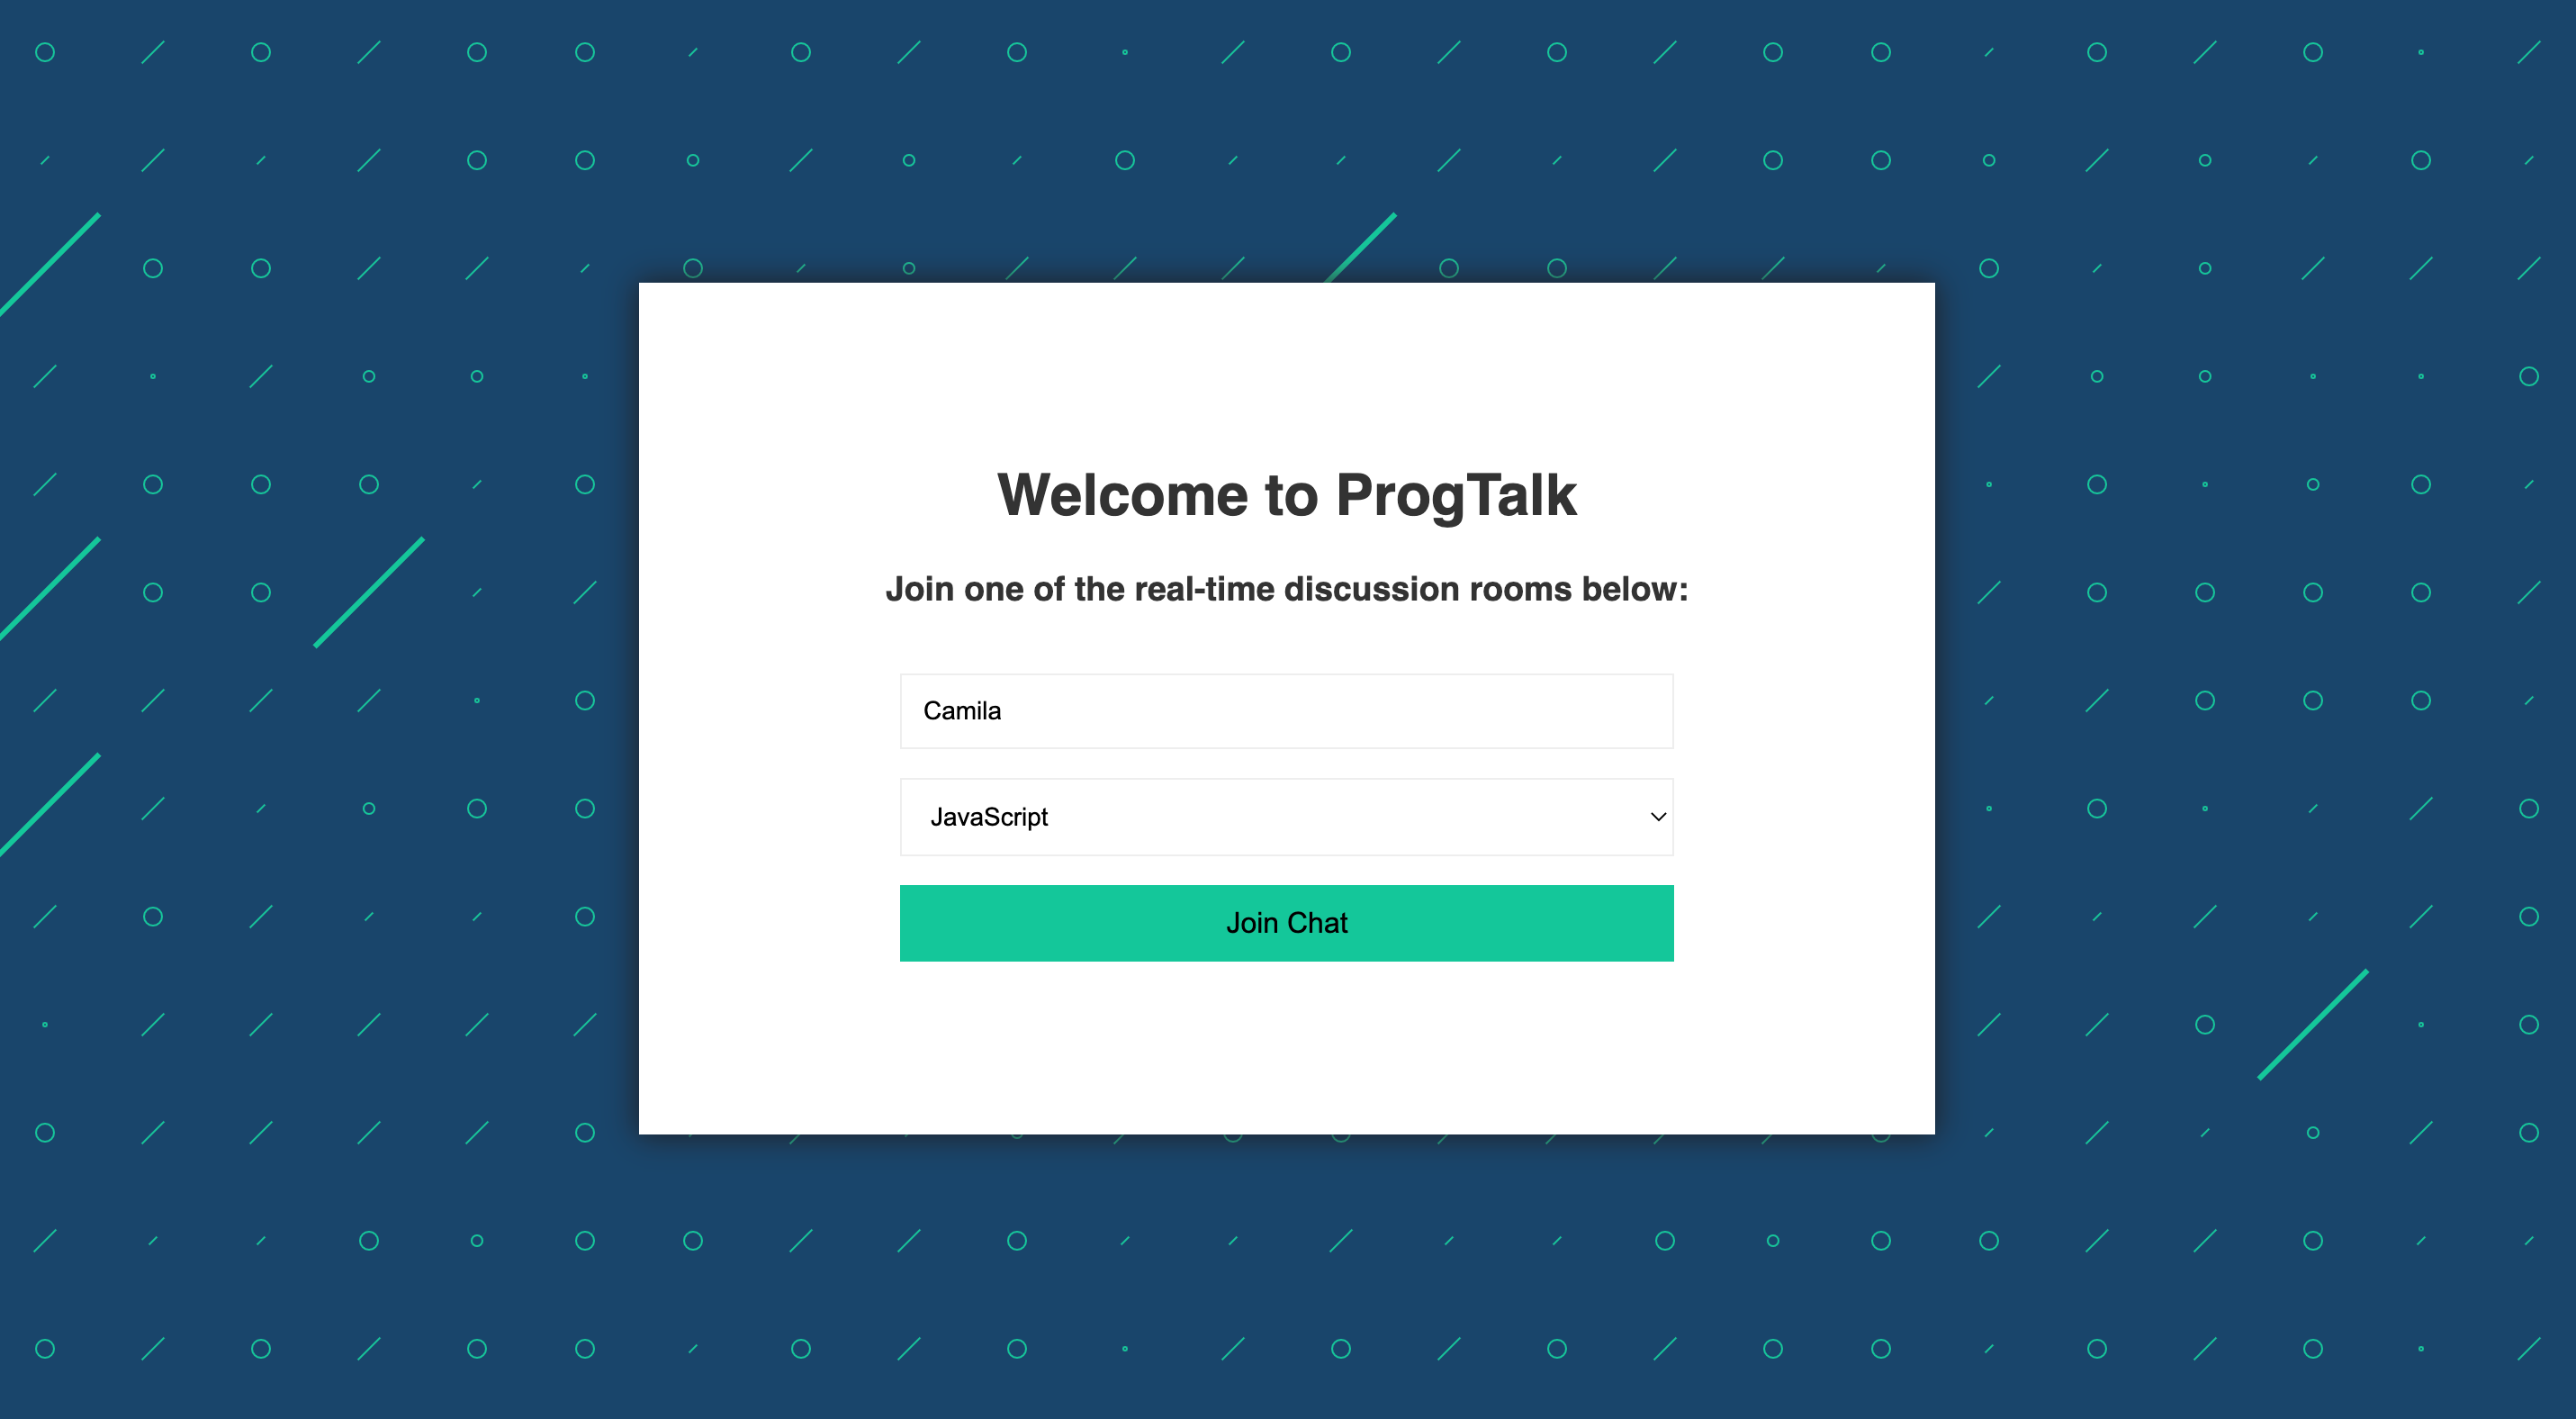 Welcome to ProgTalk
Join one of the real-time discussion rooms below:
Camila
JavaScript
Join Chat